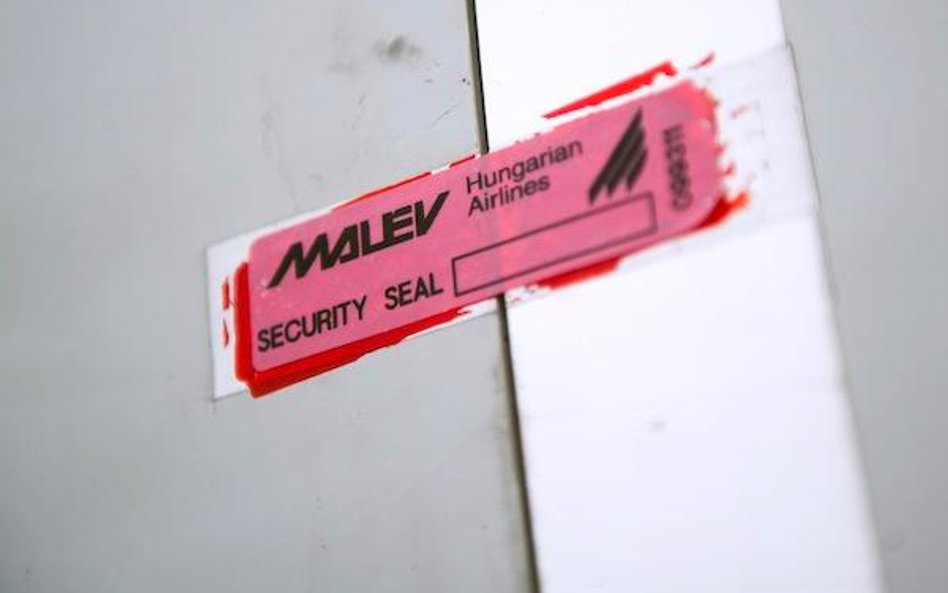 MALEV
Hungarian
Airlines
SECURITY SEAL